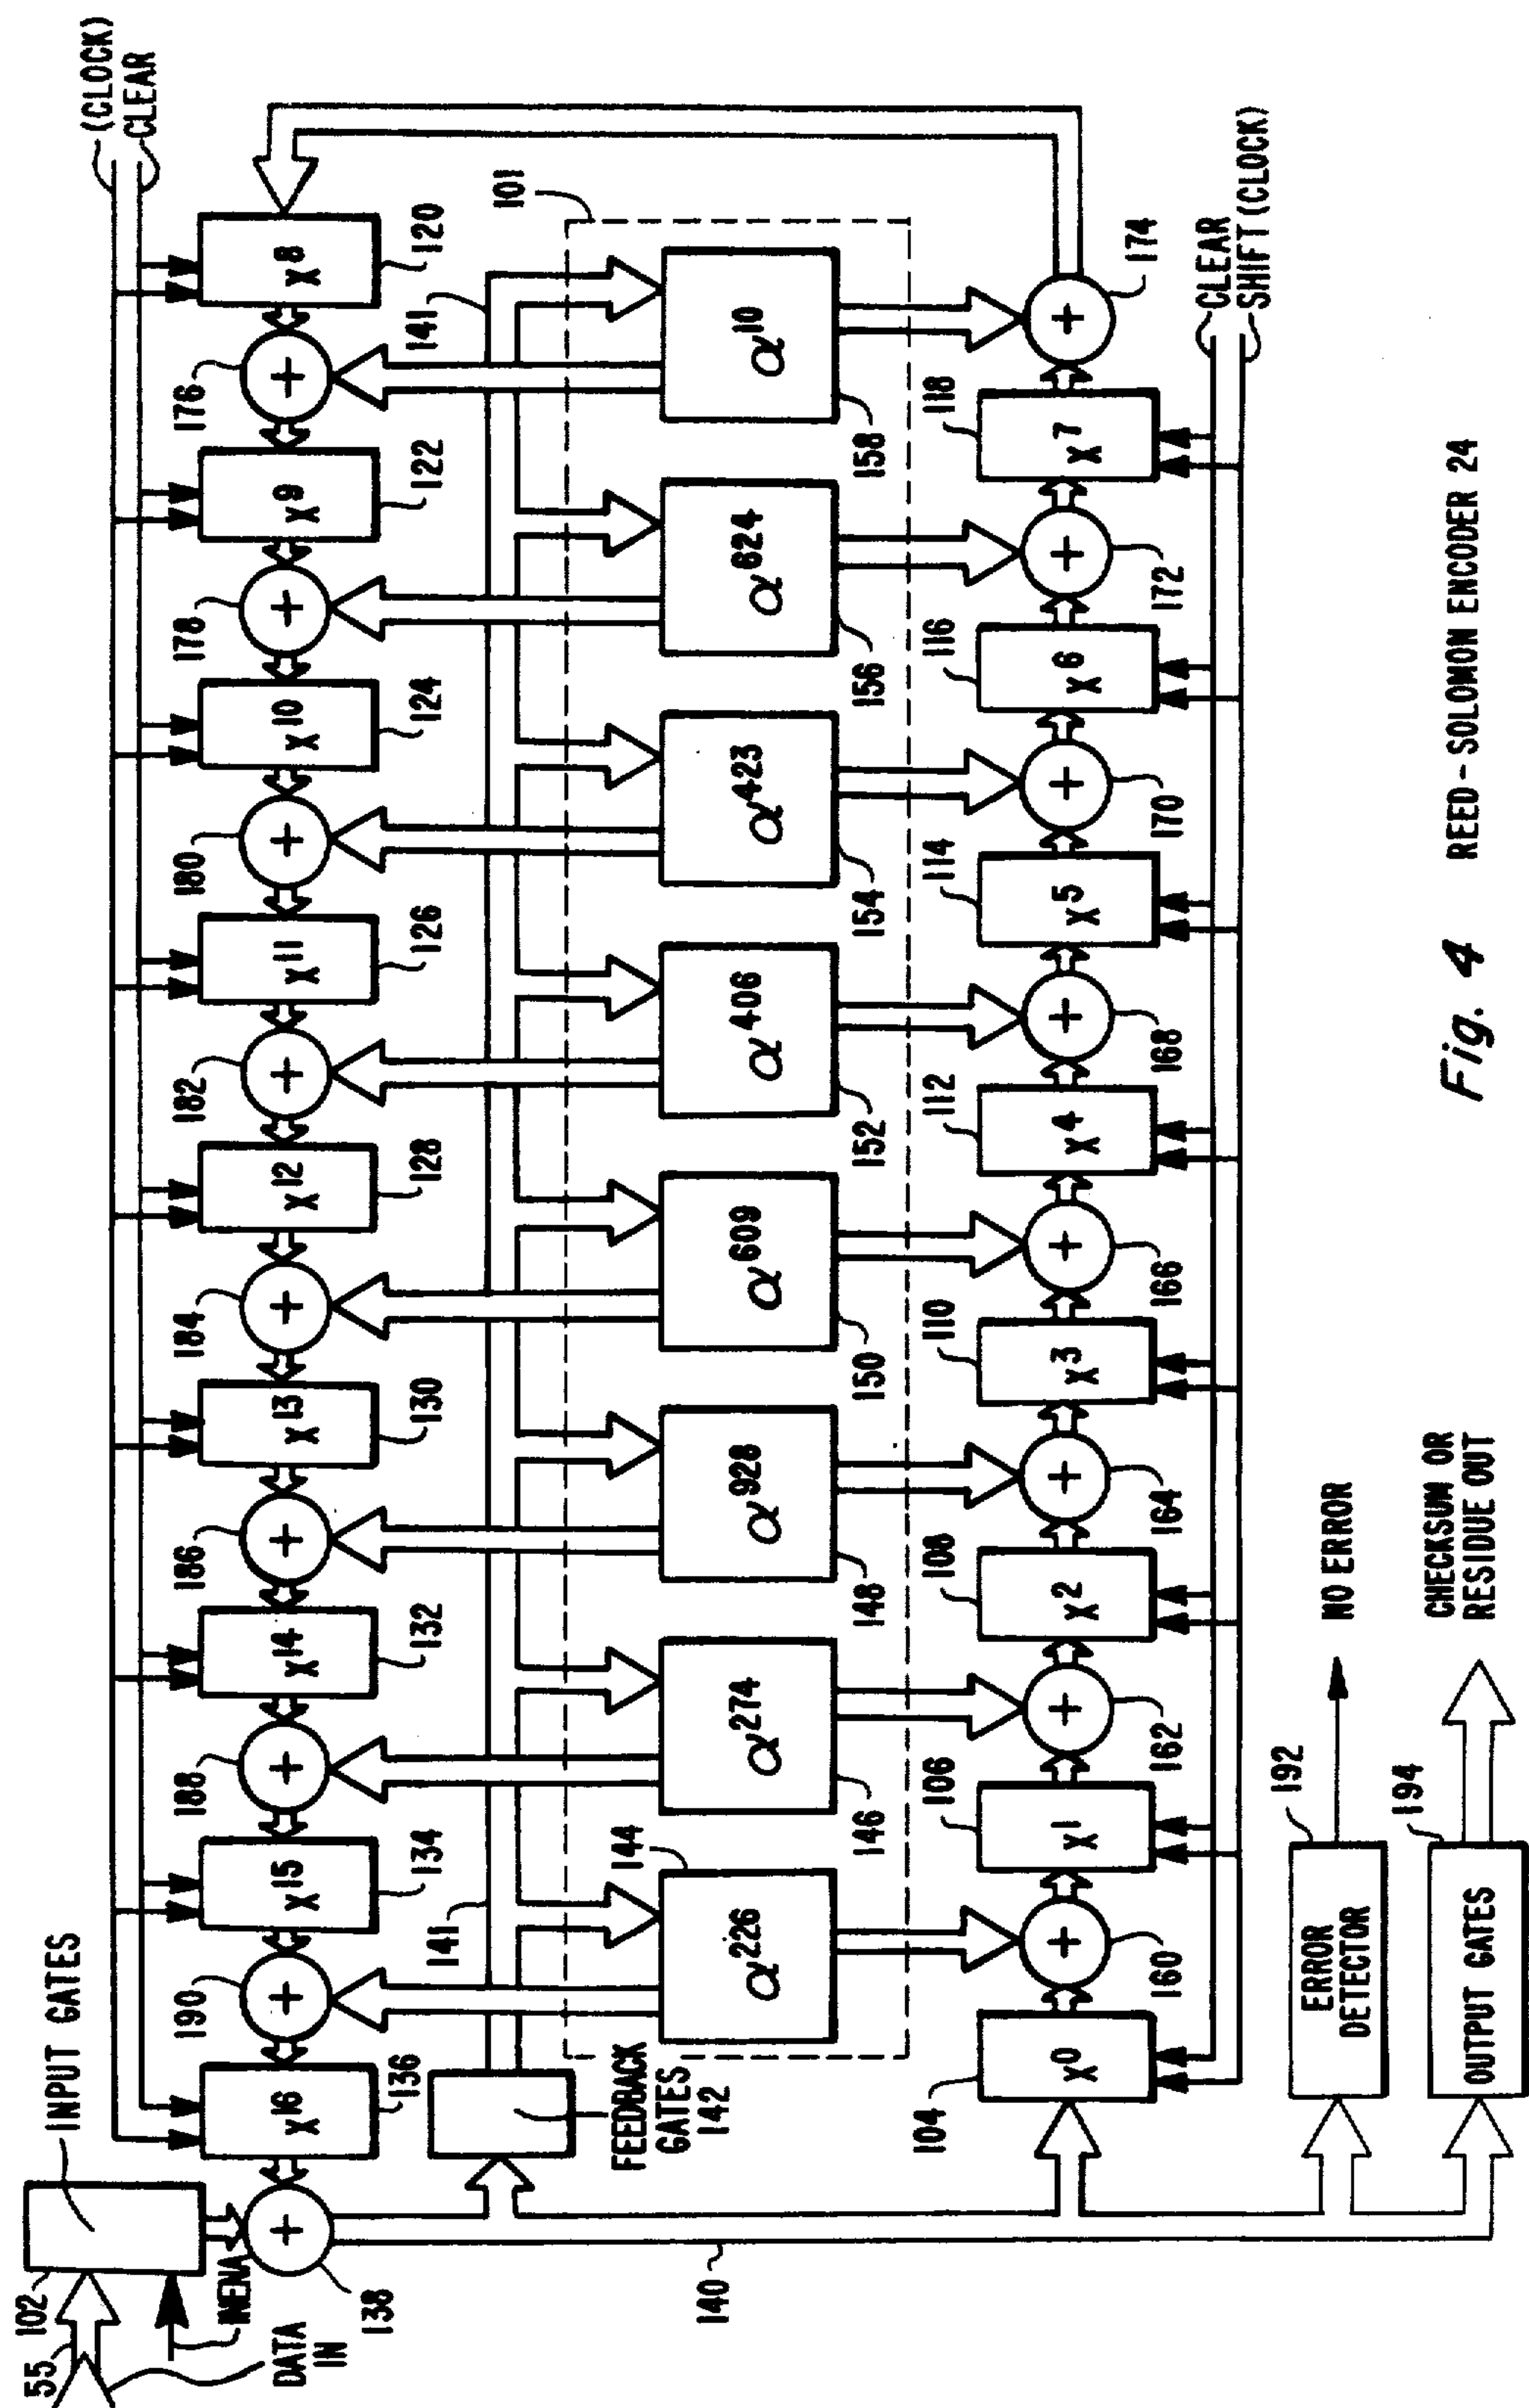 (CLOCK)
CLEAR
INPUT GATES
55
102
INENA
DATA
IN
138
X16
136
190
X15
134
188
X14
132
186
X13
130
184
X12
128
182
X11
126
180
X10
124
178
X9
122
176
X8
120
141
141
101
FEEDBACK
GATES
142
144
α226
α274
146
α928
148
α609
150
α406
152
α423
154
α624
156
α10
158
140
104
X0
160
106
X1
162
108
X2
164
110
X3
166
112
X4
168
114
X5
170
116
X6
172
118
X7
174
CLEAR
SHIFT (CLOCK)
192
ERROR
DETECTOR
NO ERROR
194
OUTPUT GATES
CHECKSUM OR
RESIDUE OUT
Fig. 4
REED-SOLOMON ENCODER 24